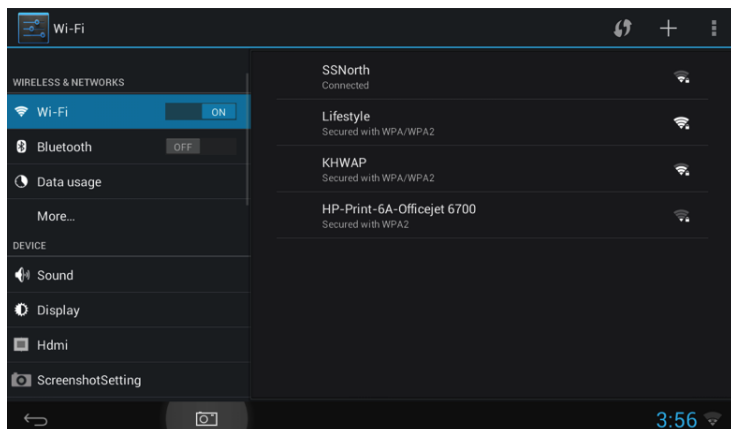 Wi-Fi
WIRELESS & NETWORKS
Wi-Fi ON
Bluetooth OFF
Data usage
More...
DEVICE
Sound
Display
Hdmi
ScreenshotSetting
SSNorth
Connected
Lifestyle
Secured with WPA/WPA2
KHWAP
Secured with WPA/WPA2
HP-Print-6A-Officejet 6700
Secured with WPA2
3:56